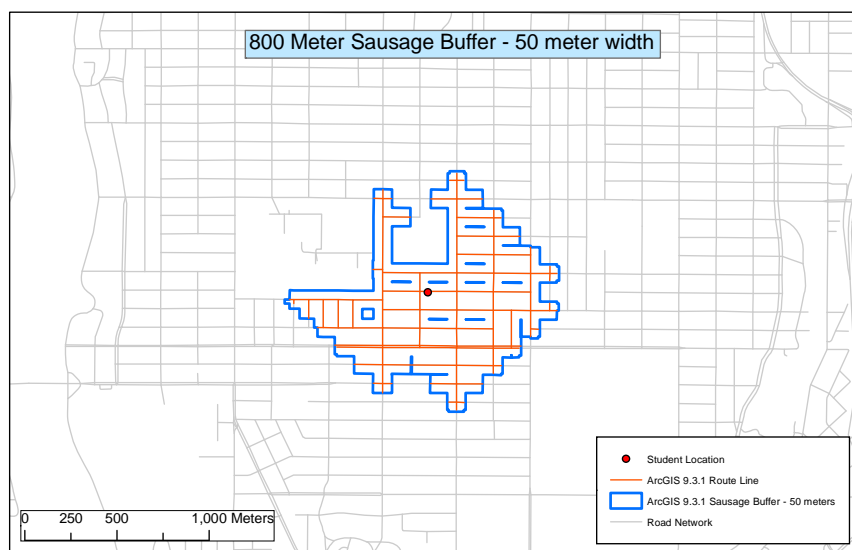 800 Meter Sausage Buffer - 50 meter width
Student Location
ArcGIS 9.3.1 Route Line
ArcGIS 9.3.1 Sausage Buffer - 50 meters
Road Network
0 250 500 1,000 Meters